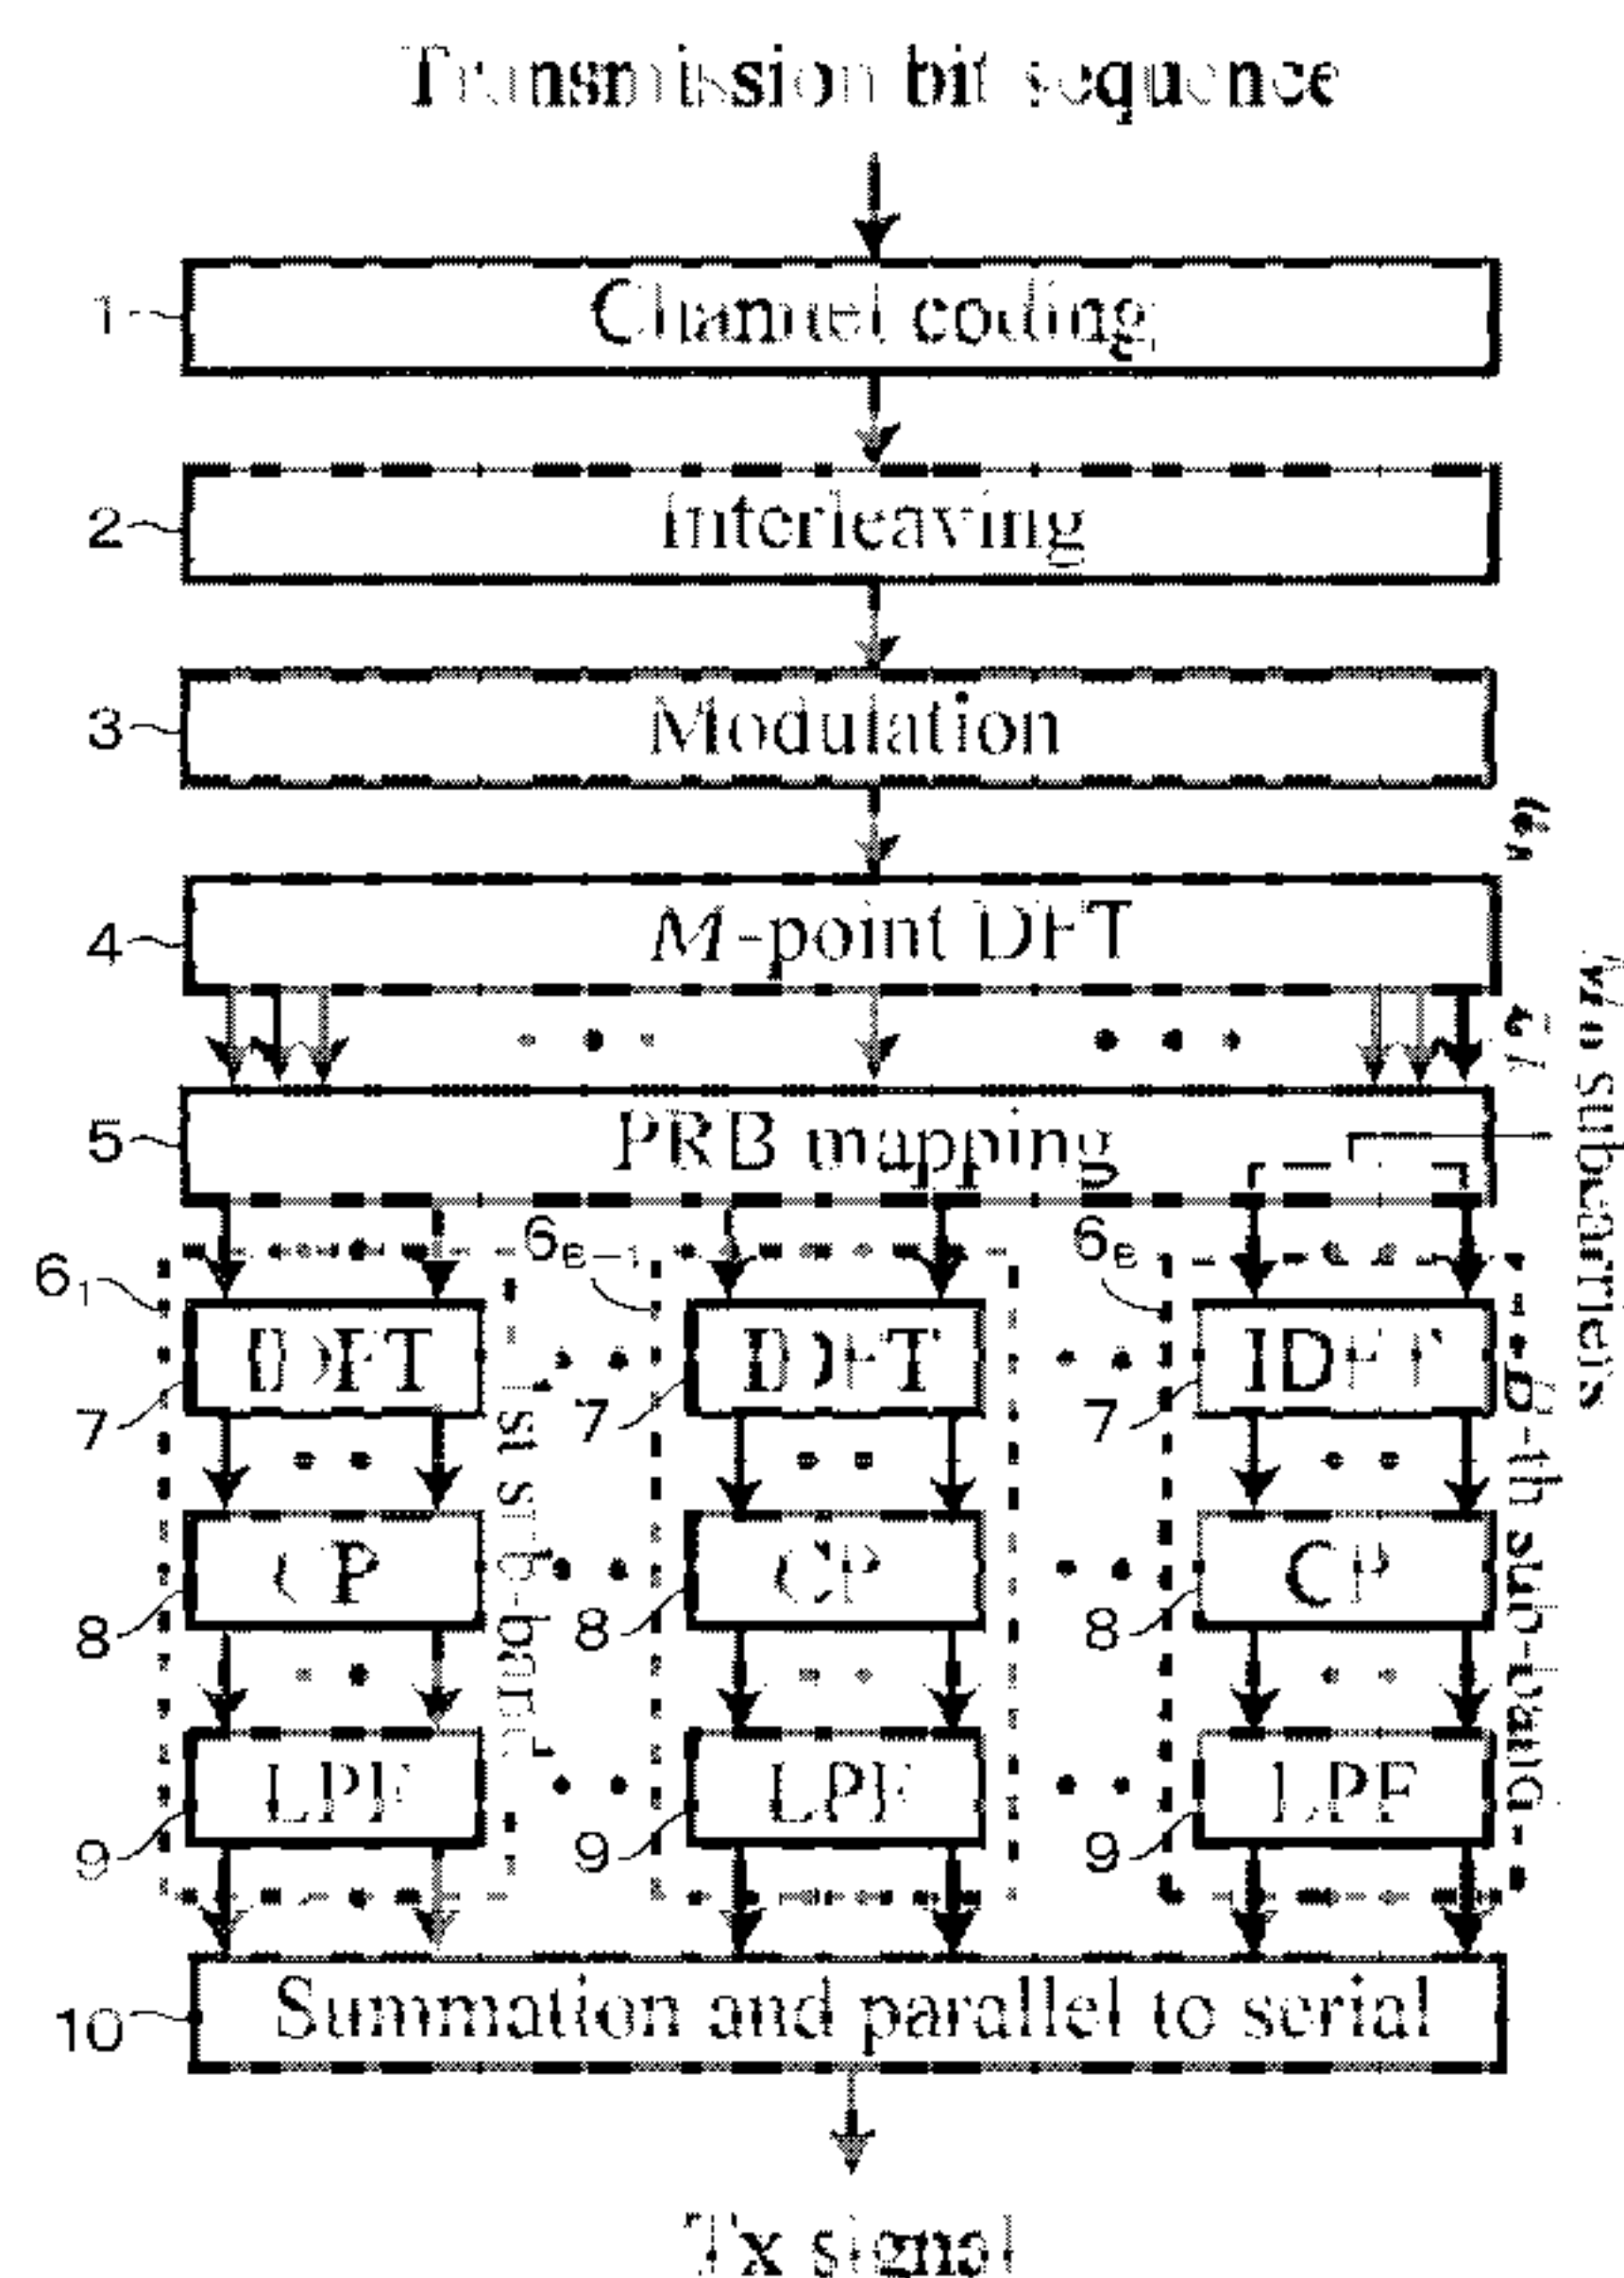 Transmission bit sequence
1
Channel coding
2
Interleaving
3
Modulation
4
M-point DFT
5
PRB mapping
subcarriers
6₁
6B-1
6B
IDFT
IDFT
IDFT
7
7
7
1st sub-band
B-th sub-band
CP
CP
CP
8
8
8
LPF
LPF
LPF
9
9
9
10
Summation and parallel to serial
Tx signal